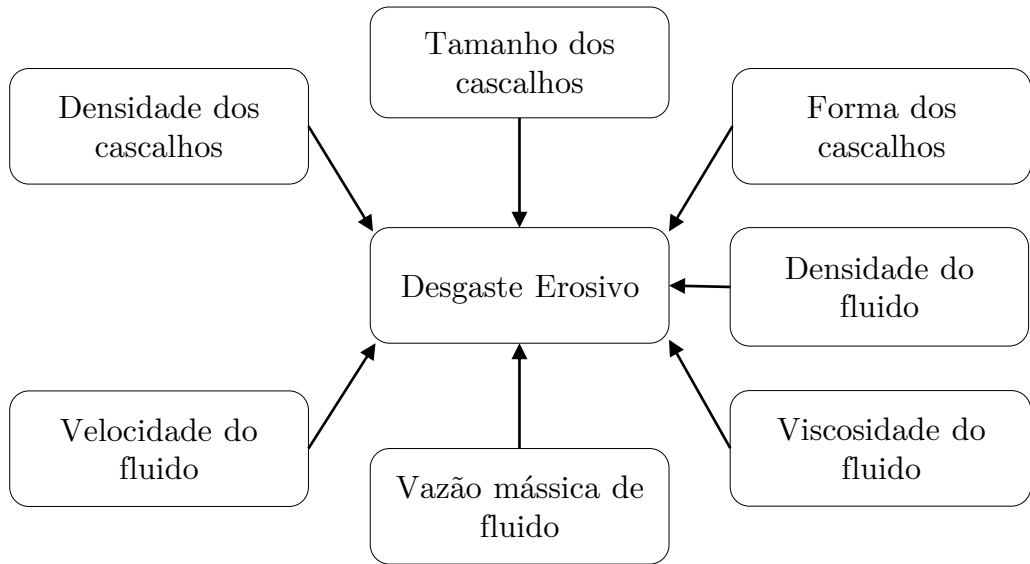 Tamanho dos
cascalhos
Densidade dos
cascalhos
Forma dos
cascalhos
Desgaste Erosivo
Densidade do
fluido
Velocidade do
fluido
Vazão mássica de
fluido
Viscosidade do
fluido